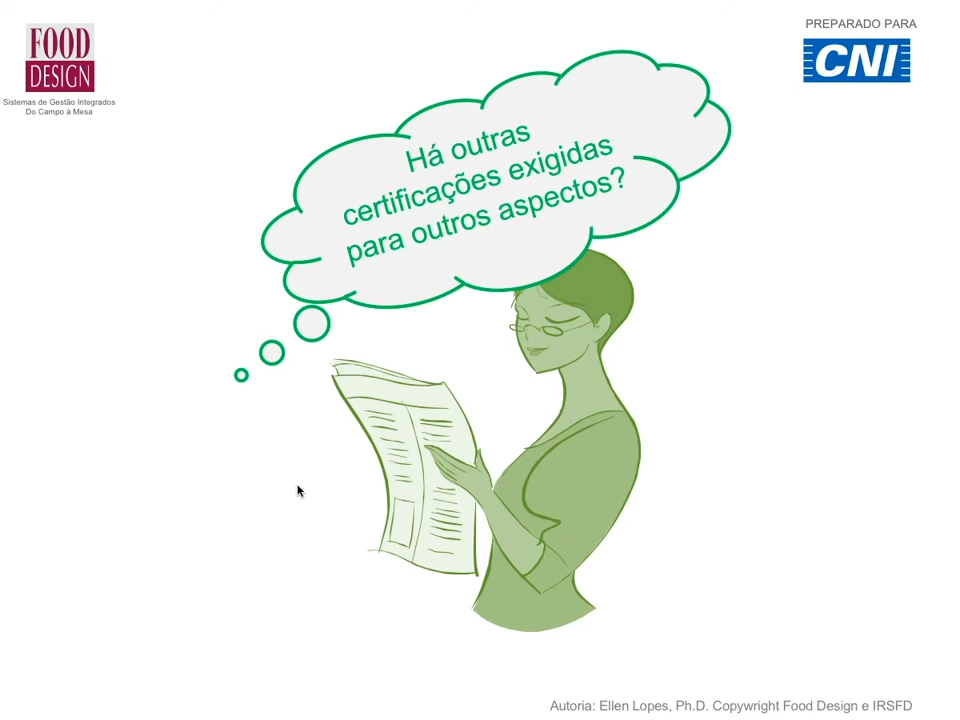 FOOD
DESIGN
Sistemas de Gestão Integrados
Do Campo à Mesa
PREPARADO PARA
CNI
Há outras
certificações exigidas
para outros aspectos?
Autoria: Ellen Lopes, Ph.D. Copywright Food Design e IRSFD